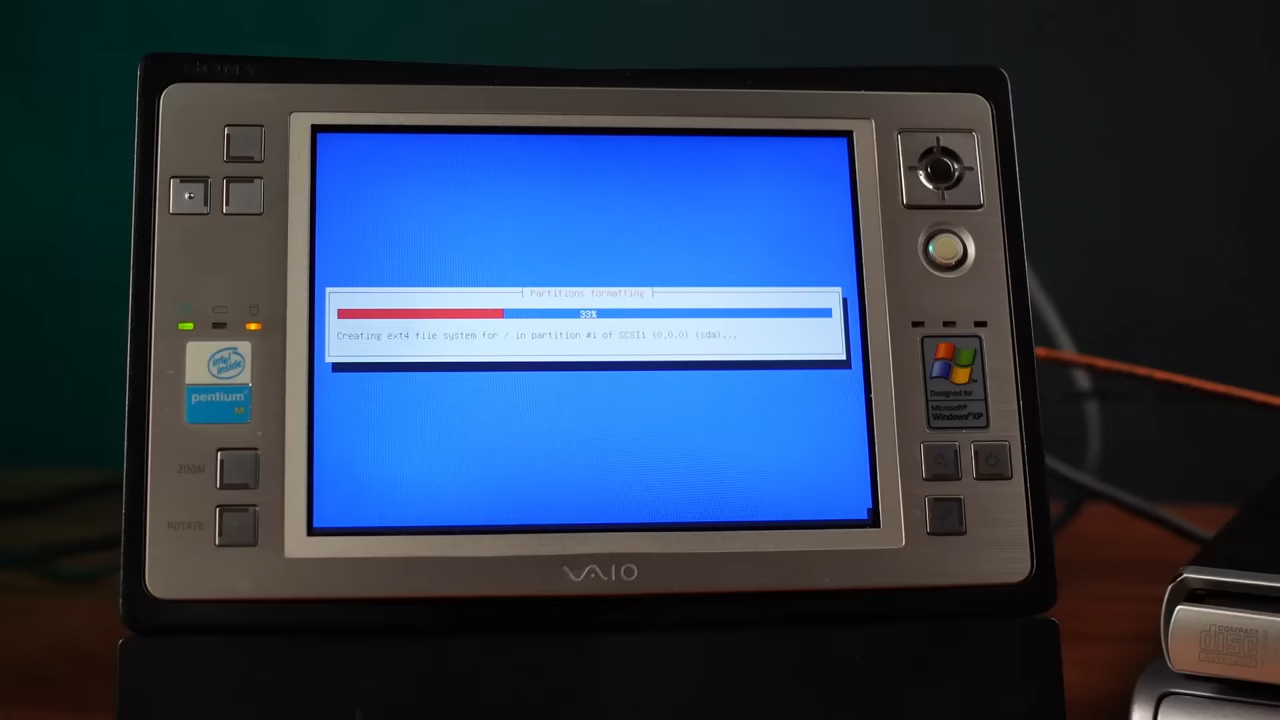 SONY
Partitions formatting
33%
Creating ext4 file system for / in partition #1 of SCSI1 (0,0,0) (sda)...
intel
inside
pentium
M
Designed for
Microsoft®
Windows®XP
ZOOM
ROTATE
VAIO
COMPACT
disc